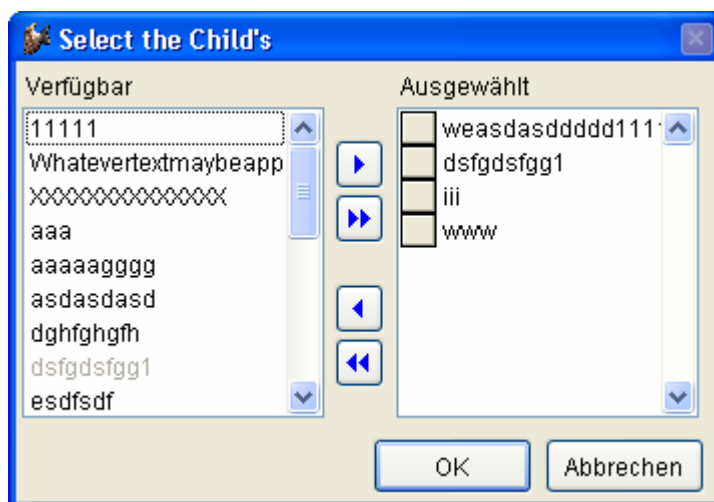 Select the Child's
Verfügbar
11111
Whatevertextmaybeapp
XXXXXXXXXXXXXX
aaa
aaaaagggg
asdasdasd
dghfghgfh
dsfgdsfgg1
esdfsdf
Ausgewählt
weasdasddddd111
dsfgdsfgg1
iii
www
OK
Abbrechen